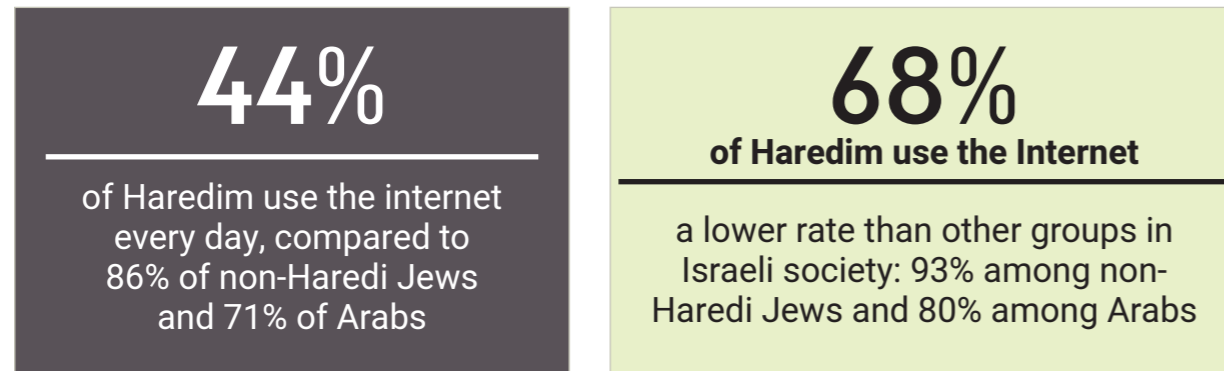 44%
of Haredim use the internet
every day, compared to
86% of non-Haredi Jews
and 71% of Arabs
68%
of Haredim use the Internet
a lower rate than other groups in
Israeli society: 93% among non-
Haredi Jews and 80% among Arabs